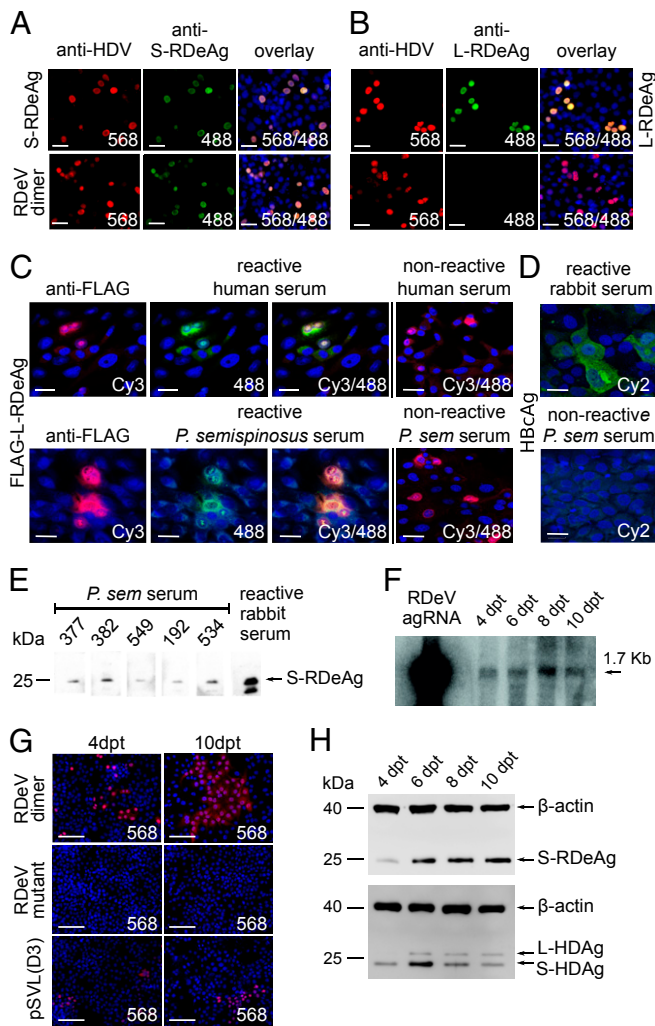 A
anti-HDV
anti-
S-RDeAg
overlay
S-RDeAg
568
488
568/488
RDeV
dimer
568
488
568/488
B
anti-HDV
anti-
L-RDeAg
overlay
L-RDeAg
568
488
568/488
568
488
568/488
C
anti-FLAG
reactive
human serum
non-reactive
human serum
FLAG-L-RDeAg
Cy3
488
Cy3/488
Cy3/488
anti-FLAG
reactive
P. semispinosus serum
non-reactive
P. sem serum
Cy3
488
Cy3/488
Cy3/488
D
reactive
rabbit serum
HBcAg
Cy2
non-reactive
P. sem serum
Cy2
E
P. sem serum
reactive
rabbit
serum
kDa
377
382
549
192
534
25
S-RDeAg
F
RDeV
agRNA
4 dpt
6 dpt
8 dpt
10 dpt
1.7 Kb
G
4dpt
10dpt
RDeV
dimer
568
568
RDeV
mutant
568
568
pSVL(D3)
568
568
H
kDa
4 dpt
6 dpt
8 dpt
10 dpt
40
β-actin
25
S-RDeAg
40
β-actin
25
L-HDAg
S-HDAg